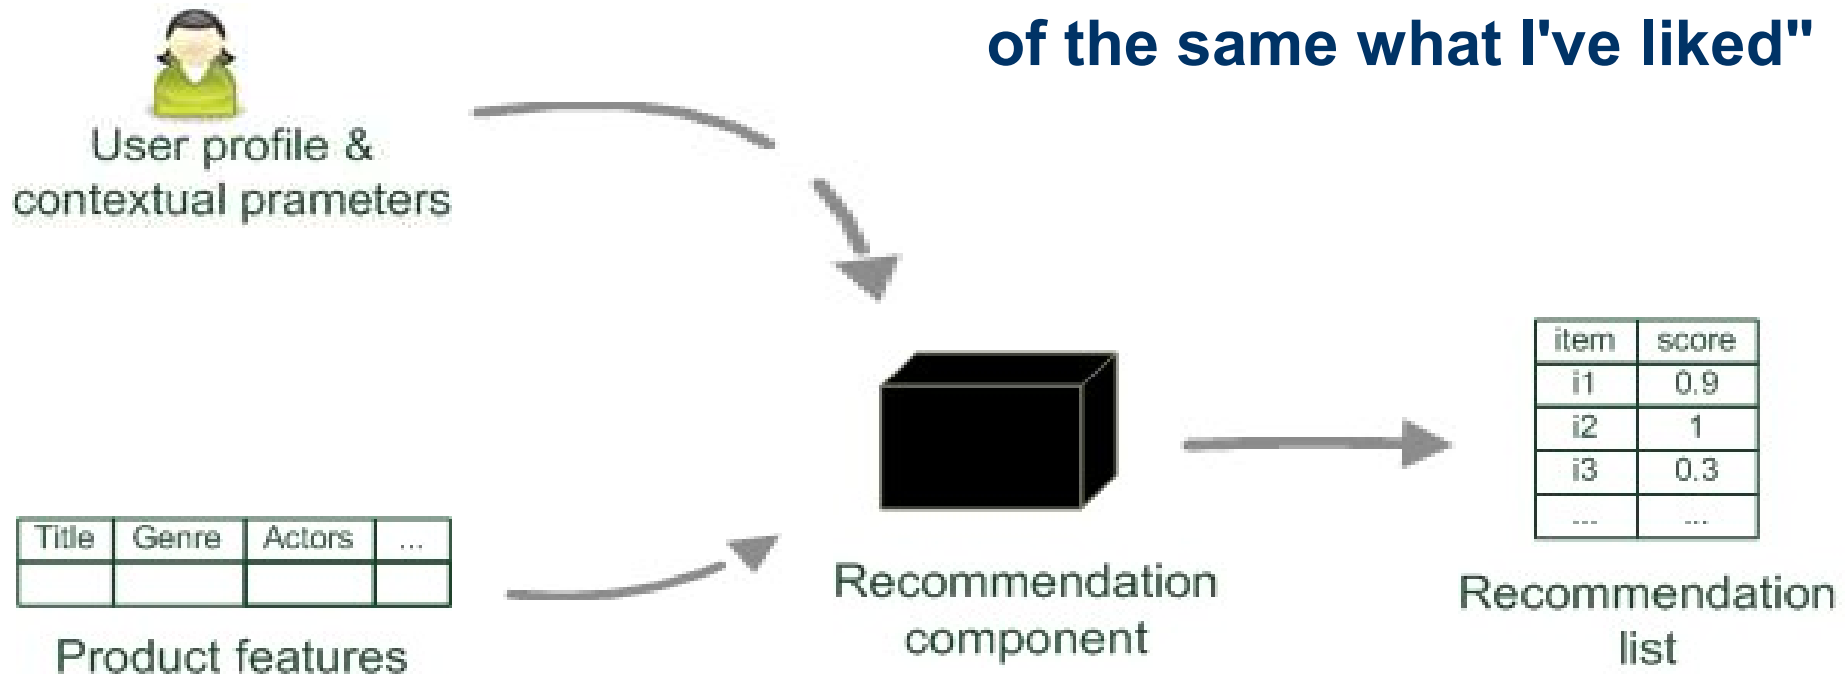 of the same what I've liked"
User profile &
contextual prameters
item score
i1 0.9
i2 1
i3 0.3
... ...
Title Genre Actors ...
Product features
Recommendation
component
Recommendation
list